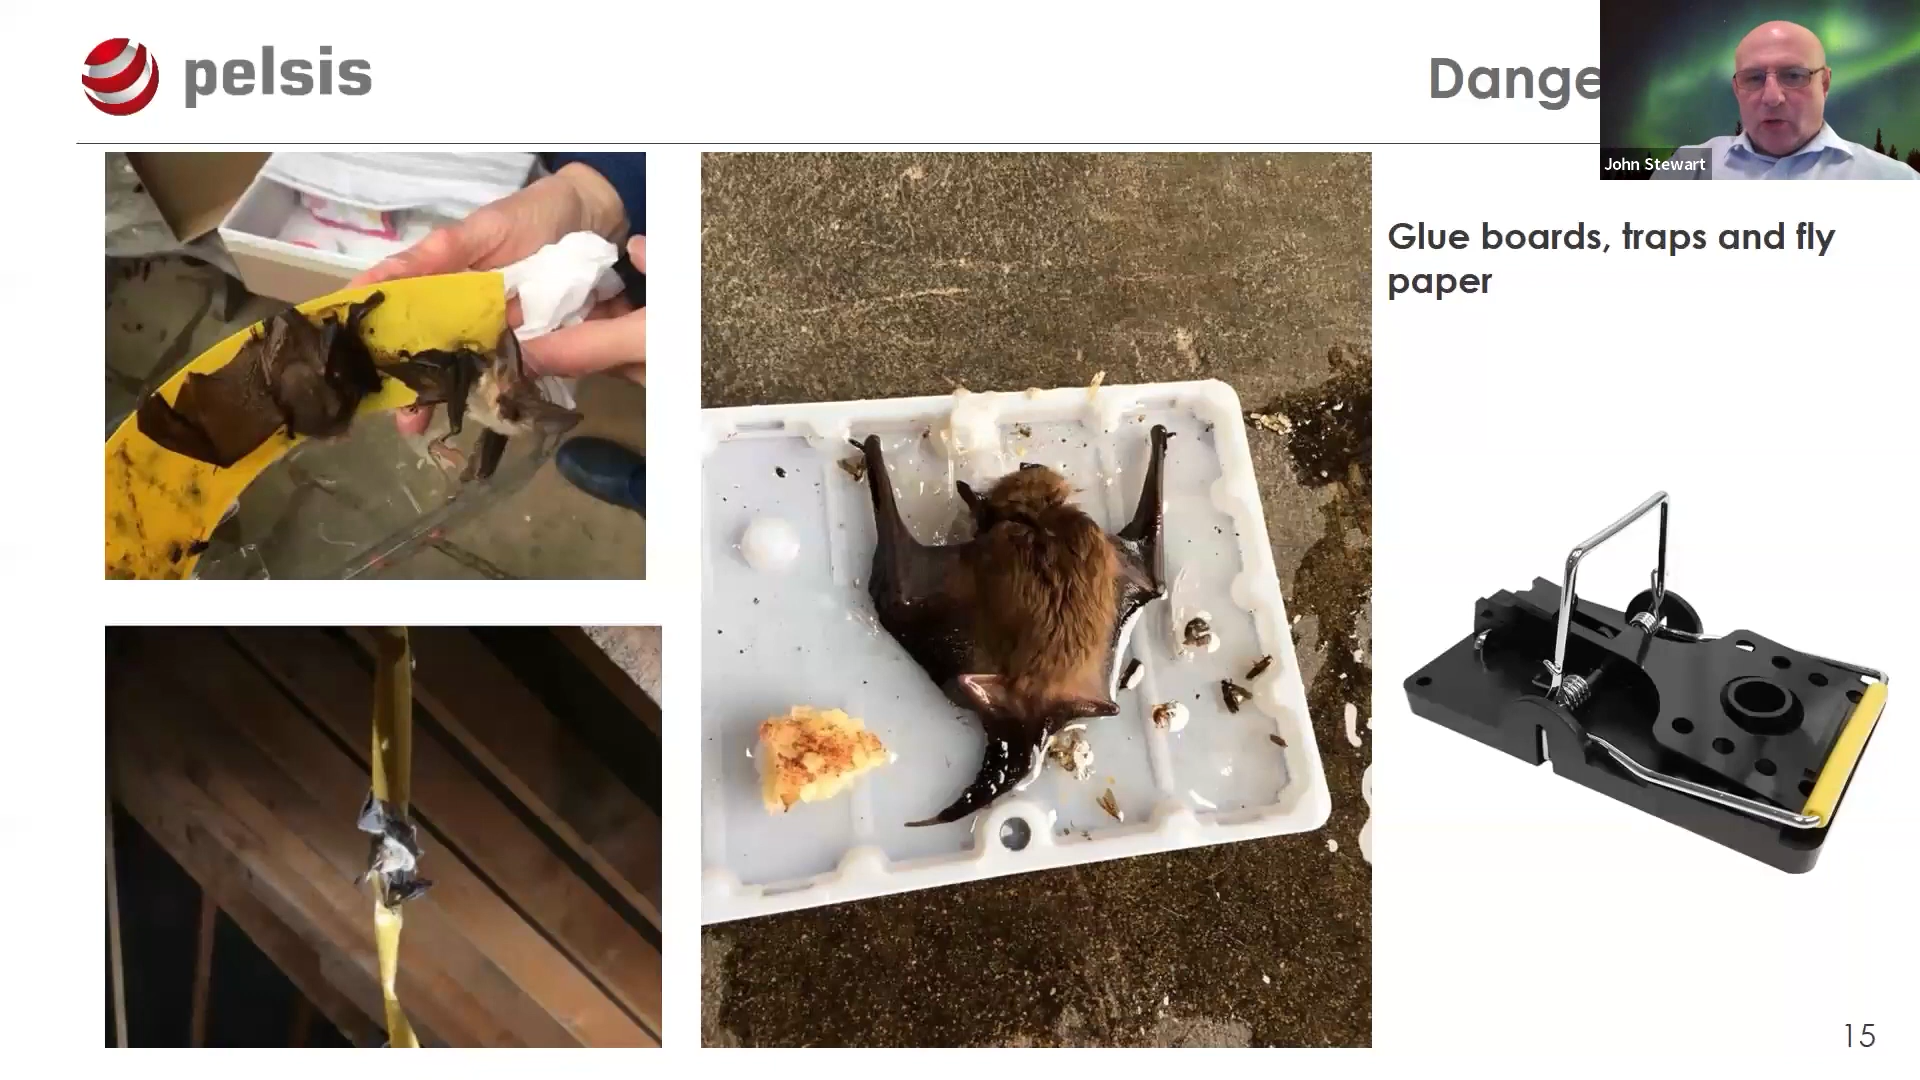 pelsis
Dange
John Stewart
Glue boards, traps and fly
paper
15